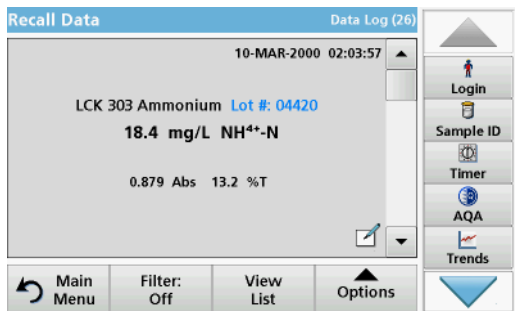 Recall Data
Data Log (26)
10-MAR-2000 02:03:57
LCK 303 Ammonium Lot #: 04420
18.4 mg/L NH⁴⁺-N
0.879 Abs 13.2 %T
Main Menu
Filter: Off
View List
Options
Login
Sample ID
Timer
AQA
Trends